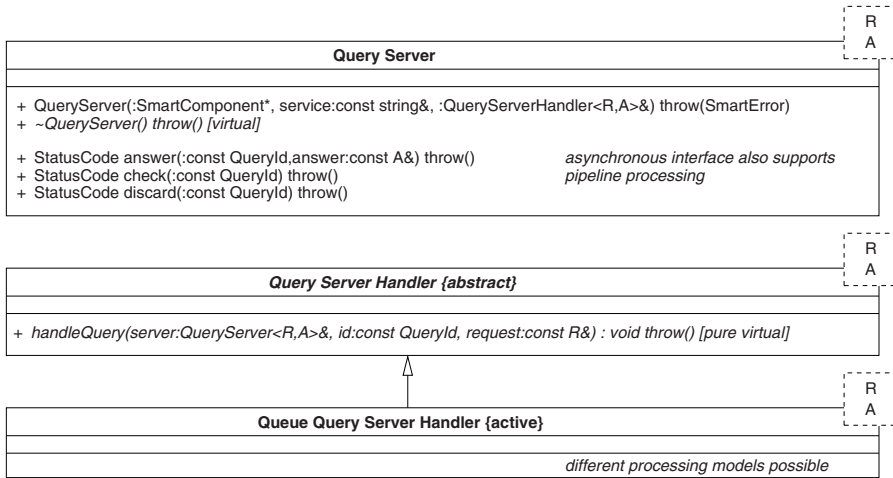 R
A
Query Server
+ QueryServer(:SmartComponent*, service:const string&, :QueryServerHandler<R,A>&) throw(SmartError)
+ ~QueryServer() throw() [virtual]
+ StatusCode answer(:const QueryId,answer:const A&) throw() asynchronous interface also supports
+ StatusCode check(:const QueryId) throw() pipeline processing
+ StatusCode discard(:const QueryId) throw()
R
A
Query Server Handler {abstract}
+ handleQuery(server:QueryServer<R,A>&, id:const QueryId, request:const R&) : void throw() [pure virtual]
R
A
Queue Query Server Handler {active}
different processing models possible